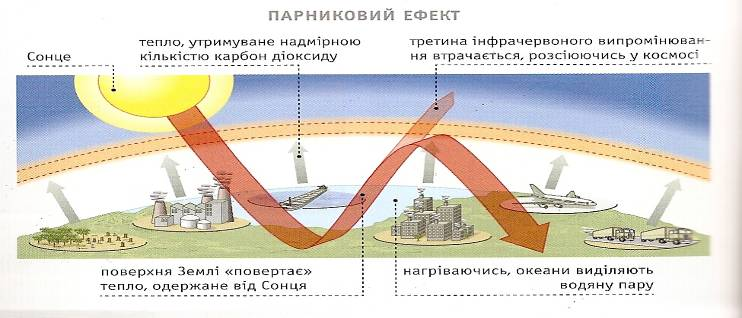 ПАРНИКОВИЙ ЕФЕКТ
Сонце
тепло, утримуване надмірною
кількістю карбон діоксиду
третина інфрачервоного випромінюван-
ня втрачається, розсіюючись у космосі
поверхня Землі «повертає»
тепло, одержане від Сонця
нагріваючись, океани виділяють
водяну пару